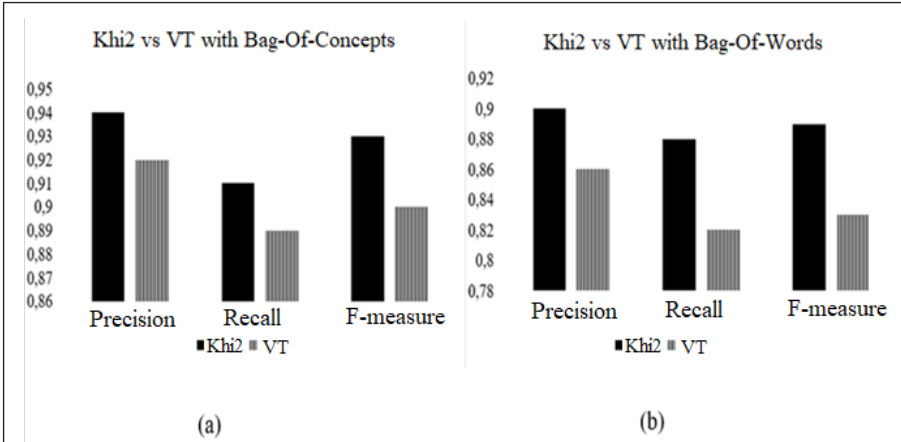 Khi2 vs VT with Bag-Of-Concepts
0,95
0,94
0,93
0,92
0,91
0,9
0,89
0,88
0,87
0,86
Precision Recall F-measure
Khi2 VT
(a)
Khi2 vs VT with Bag-Of-Words
0,92
0,9
0,88
0,86
0,84
0,82
0,8
0,78
Precision Recall F-measure
Khi2 VT
(b)